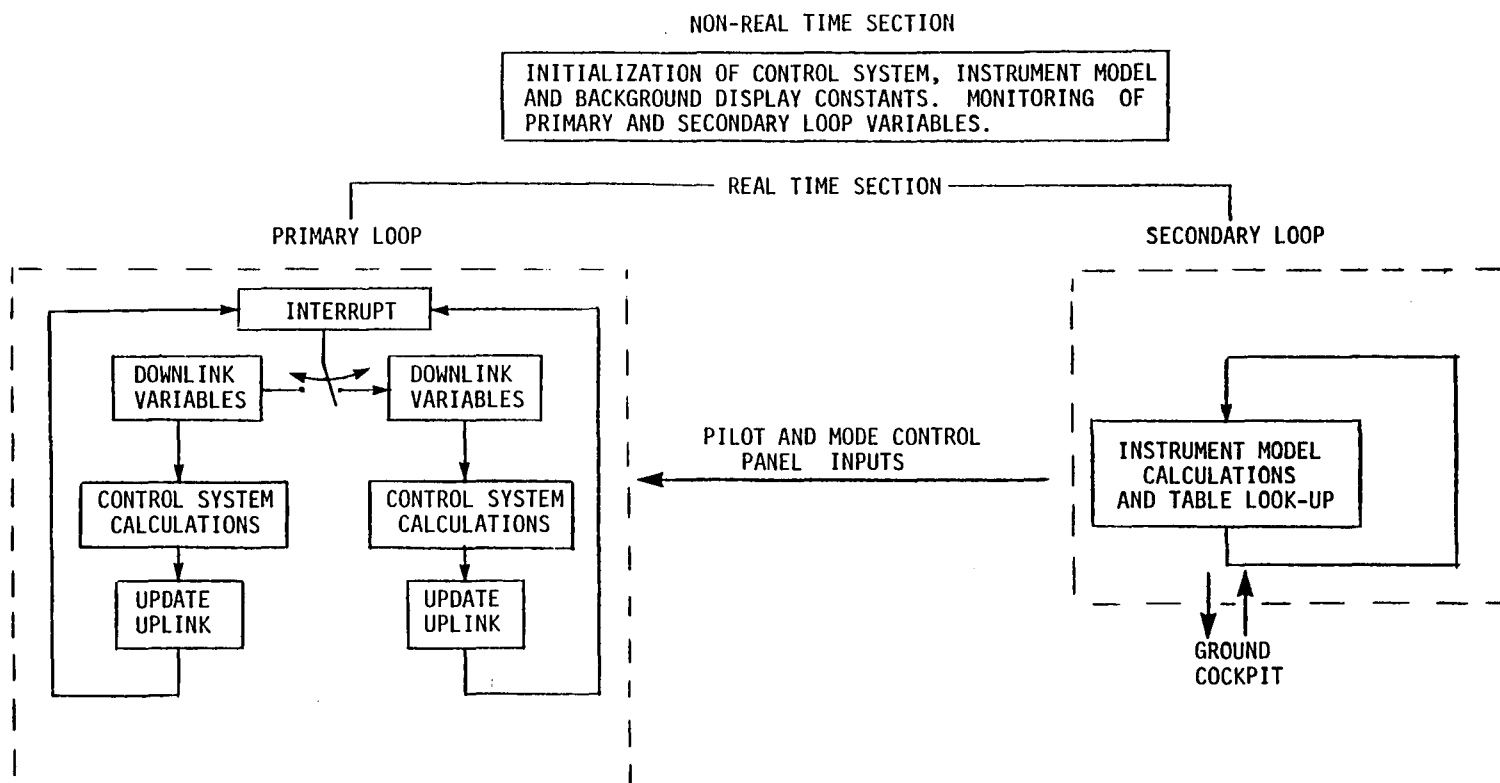 NON-REAL TIME SECTION
INITIALIZATION OF CONTROL SYSTEM, INSTRUMENT MODEL
AND BACKGROUND DISPLAY CONSTANTS. MONITORING OF
PRIMARY AND SECONDARY LOOP VARIABLES.
REAL TIME SECTION
PRIMARY LOOP
INTERRUPT
DOWNLINK
VARIABLES
CONTROL SYSTEM
CALCULATIONS
UPDATE
UPLINK
DOWNLINK
VARIABLES
CONTROL SYSTEM
CALCULATIONS
UPDATE
UPLINK
PILOT AND MODE CONTROL
PANEL INPUTS
SECONDARY LOOP
INSTRUMENT MODEL
CALCULATIONS
AND TABLE LOOK-UP
GROUND
COCKPIT